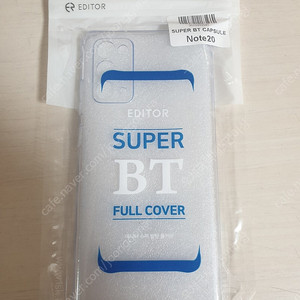 EDITOR
SUPER BT CAPSULE
Note20
EDITOR
SUPER
BT
FULL COVER